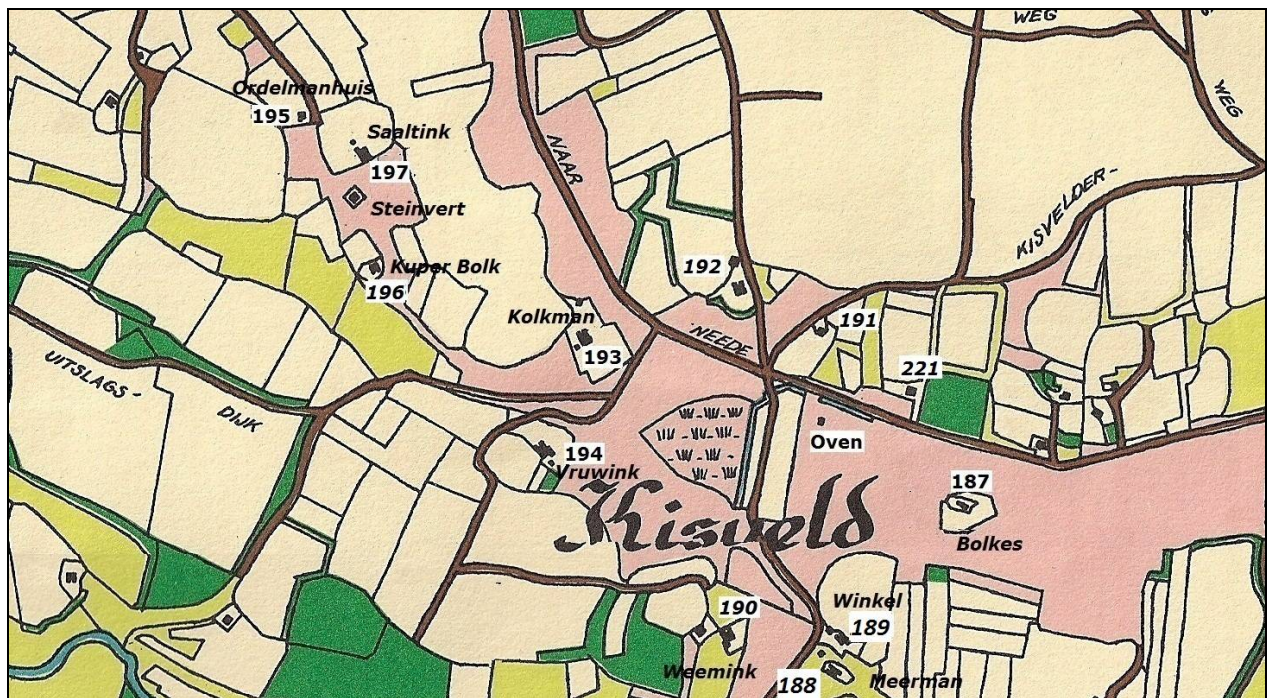 WEG
WEG
Ordelmanhuis
195
Saaltink
197
NAAR
Steinvert
KISVELDER-
192
Kuper Bolk
196
Kolkman
193
NEEDE
191
UITSLAGS-
DIJK
221
194
Vruwink
Oven
187
Kisveld
Bolkes
190
Winkel
189
Weemink
188
Meerman